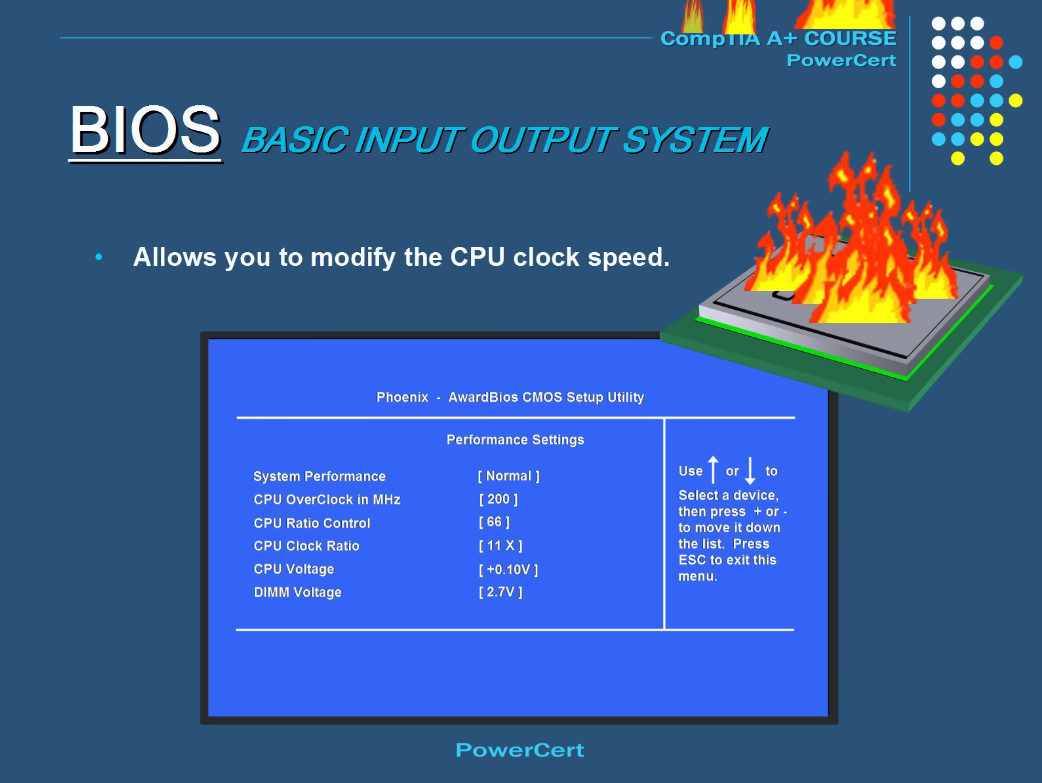 CompTIA A+ COURSE
PowerCert
BIOS BASIC INPUT OUTPUT SYSTEM
• Allows you to modify the CPU clock speed.
Phoenix - AwardBios CMOS Setup Utility
Performance Settings
System Performance [ Normal ]
CPU OverClock in MHz [ 200 ]
CPU Ratio Control [ 66 ]
CPU Clock Ratio [ 11 X ]
CPU Voltage [ +0.10V ]
DIMM Voltage [ 2.7V ]
Use ↑ or ↓ to
Select a device,
then press + or -
to move it down
the list. Press
ESC to exit this
menu.
PowerCert